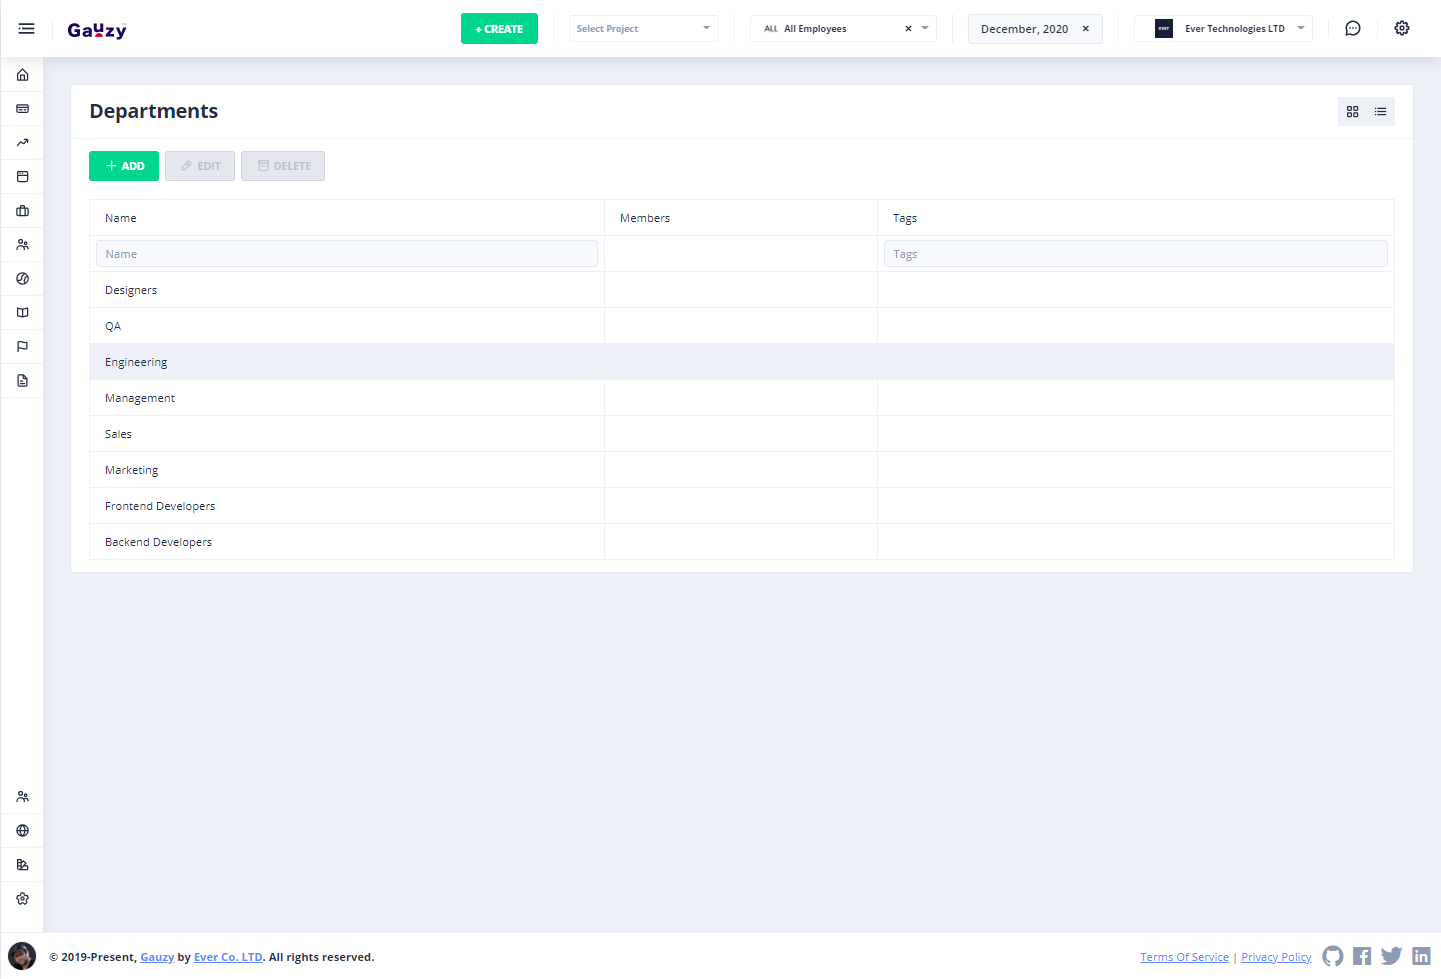 Gauzy
+ CREATE
Select Project
ALL All Employees ×
December, 2020 ×
ever Ever Technologies LTD
Departments
+ ADD
EDIT
DELETE
Name Members Tags
Name Tags
Designers
QA
Engineering
Management
Sales
Marketing
Frontend Developers
Backend Developers
© 2019-Present, Gauzy by Ever Co. LTD. All rights reserved.
Terms Of Service | Privacy Policy